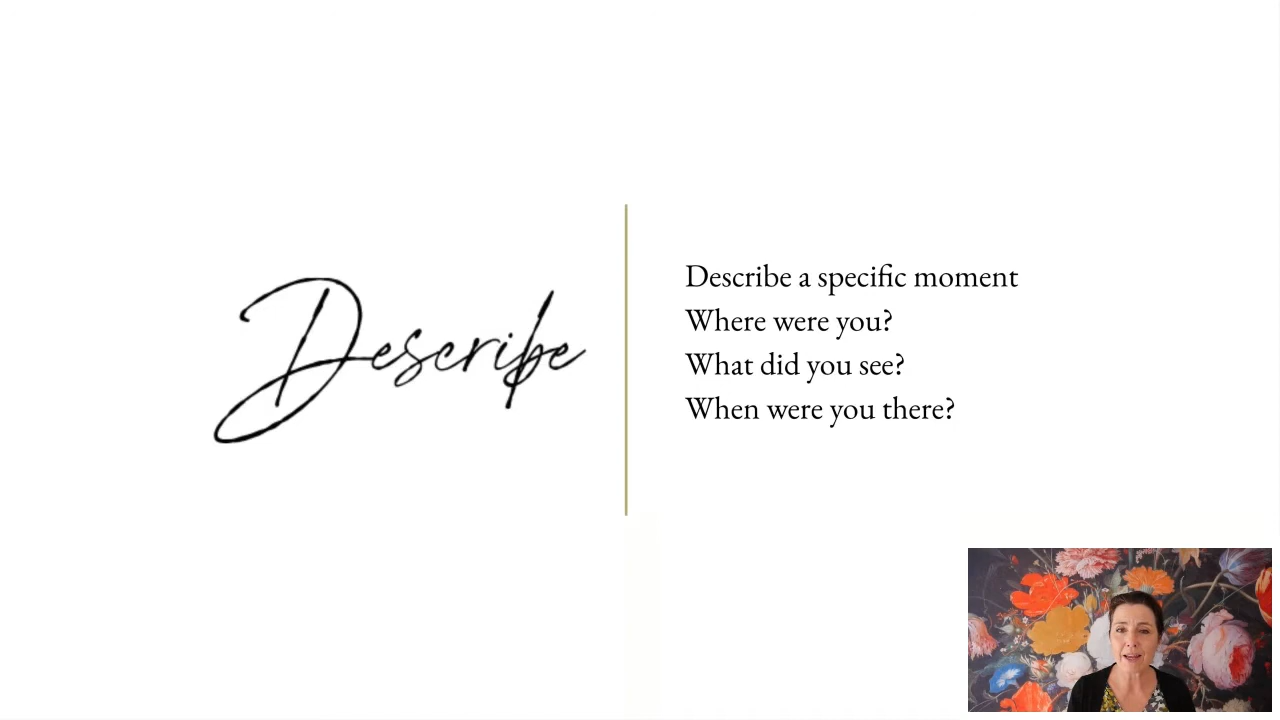 Describe
Describe a specific moment
Where were you?
What did you see?
When were you there?